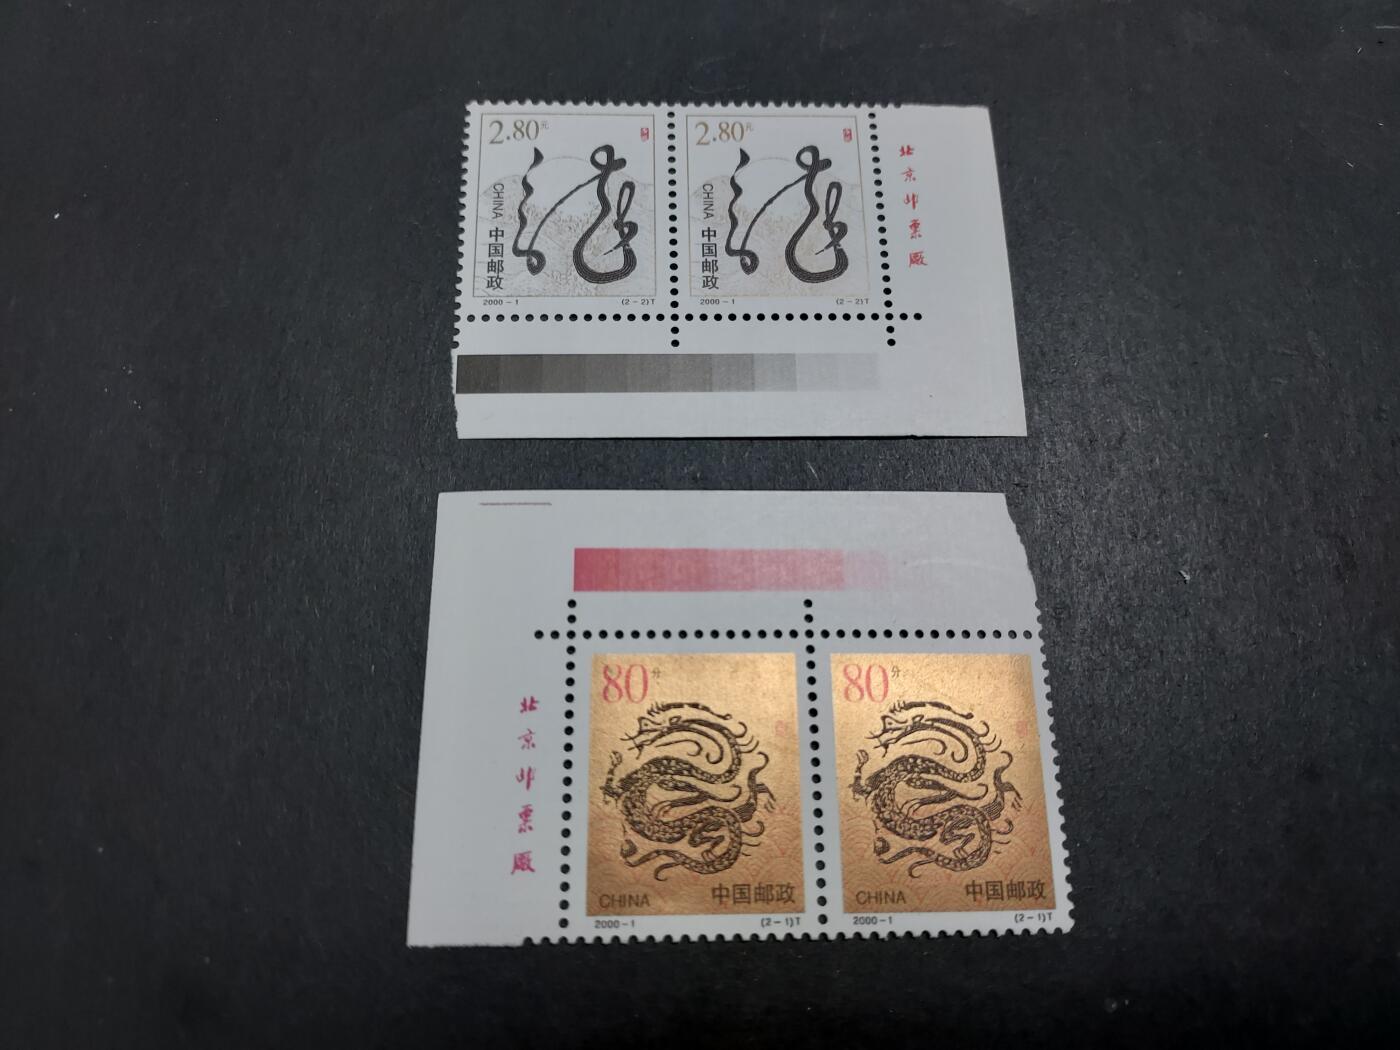 2.80元
CHINA
中国邮政
2000-1
(2-2)T
2.80元
CHINA
中国邮政
2000-1
(2-2)T
北京邮票厂
北京邮票厂
80分
CHINA
中国邮政
2000-1
(2-1)T
80分
CHINA
中国邮政
2000-1
(2-1)T